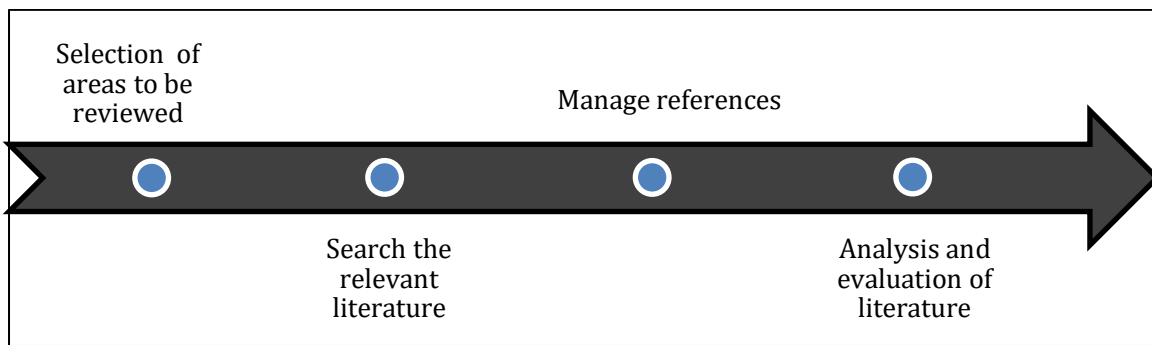 Selection of
areas to be
reviewed
Search the
relevant
literature
Manage references
Analysis and
evaluation of
literature